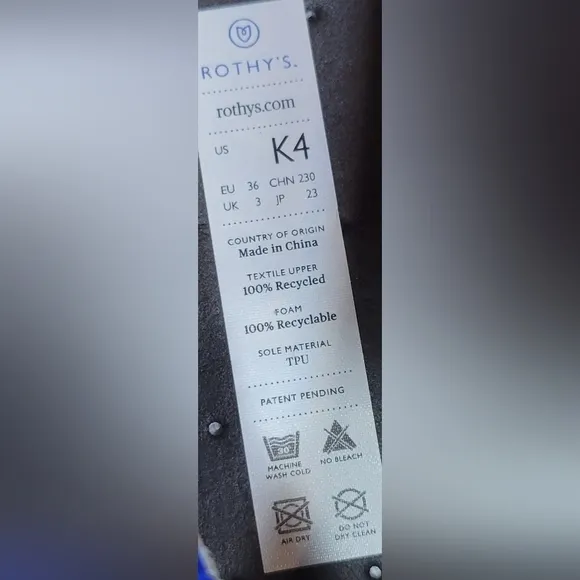 ROTHY'S.
rothys.com
US K4
EU 36 CHN 230
UK 3 JP 23
COUNTRY OF ORIGIN
Made in China
TEXTILE UPPER
100% Recycled
FOAM
100% Recyclable
SOLE MATERIAL
TPU
PATENT PENDING
30
MACHINE
WASH COLD
NO BLEACH
AIR DRY
DO NOT
DRY CLEAN